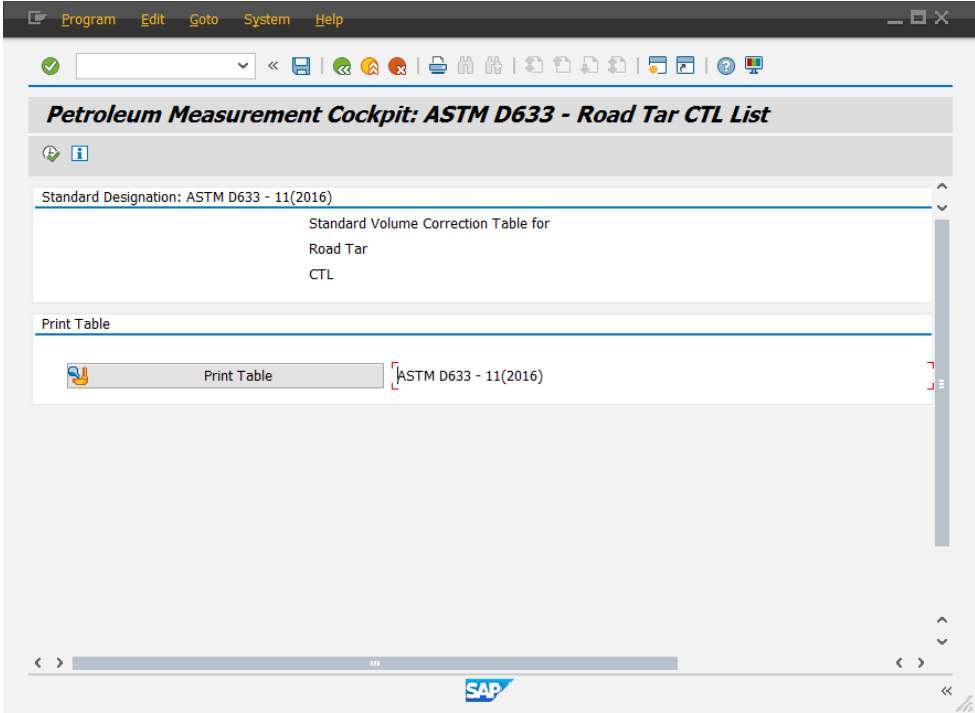 Program Edit Goto System Help
Petroleum Measurement Cockpit: ASTM D633 - Road Tar CTL List
Standard Designation: ASTM D633 - 11(2016)
Standard Volume Correction Table for
Road Tar
CTL
Print Table
Print Table ASTM D633 - 11(2016)
SAP